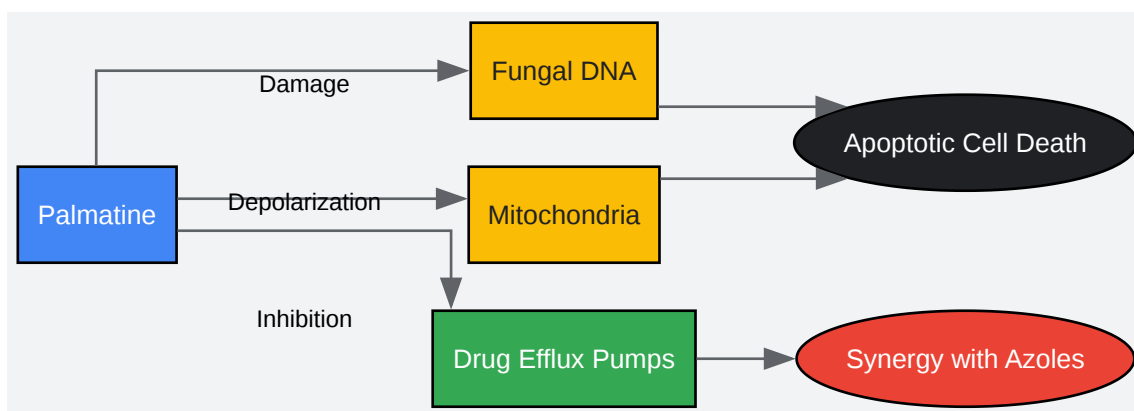 Fungal DNA
Damage
Apoptotic Cell Death
Palmatine
Depolarization
Mitochondria
Inhibition
Drug Efflux Pumps
Synergy with Azoles